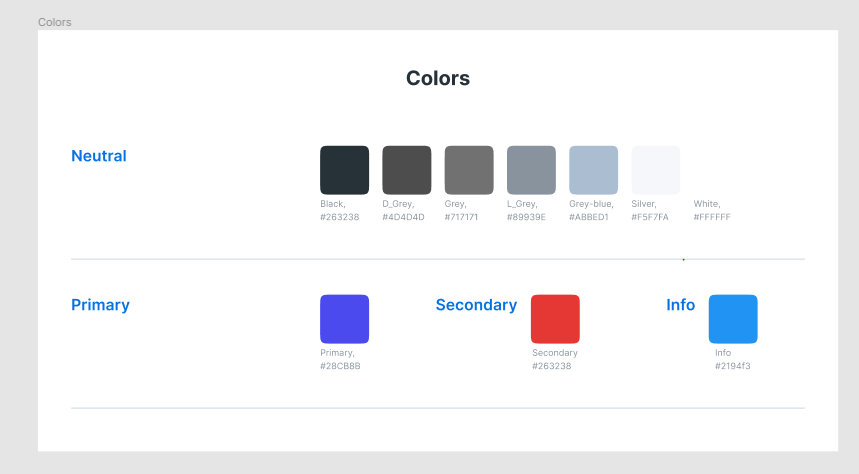 Colors
Colors
Neutral
Black,
#263238
D_Grey,
#4D4D4D
Grey,
#717171
L_Grey,
#89939E
Grey-blue,
#ABBED1
Silver,
#F5F7FA
White,
#FFFFFF
Primary
Primary,
#28CB8B
Secondary
Secondary
#263238
Info
Info
#2194f3